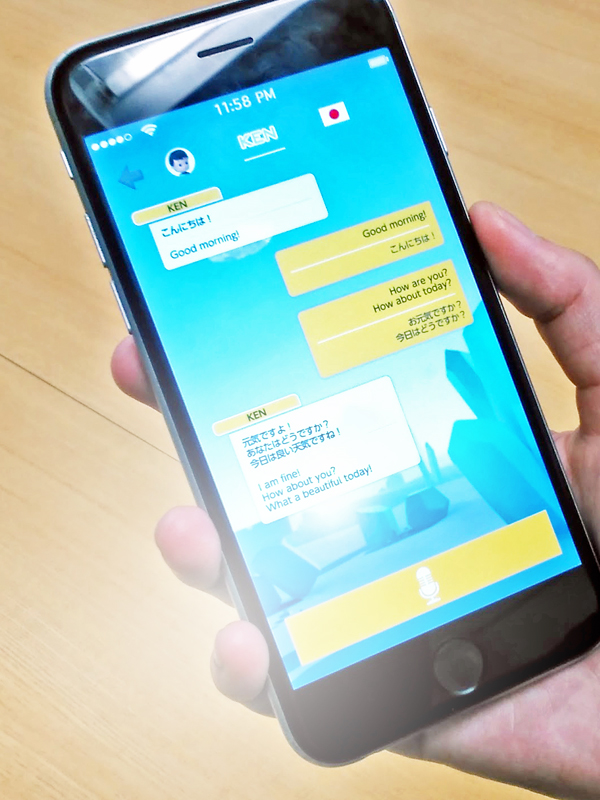 11:58 PM
KEN
KEN
こんにちは！
Good morning!
Good morning!
こんにちは！
How are you?
How about today?
お元気ですか？
今日はどうですか？
KEN
元気ですよ！
あなたはどうですか？
今日は良い天気ですね！
I am fine!
How about you?
What a beautiful today!